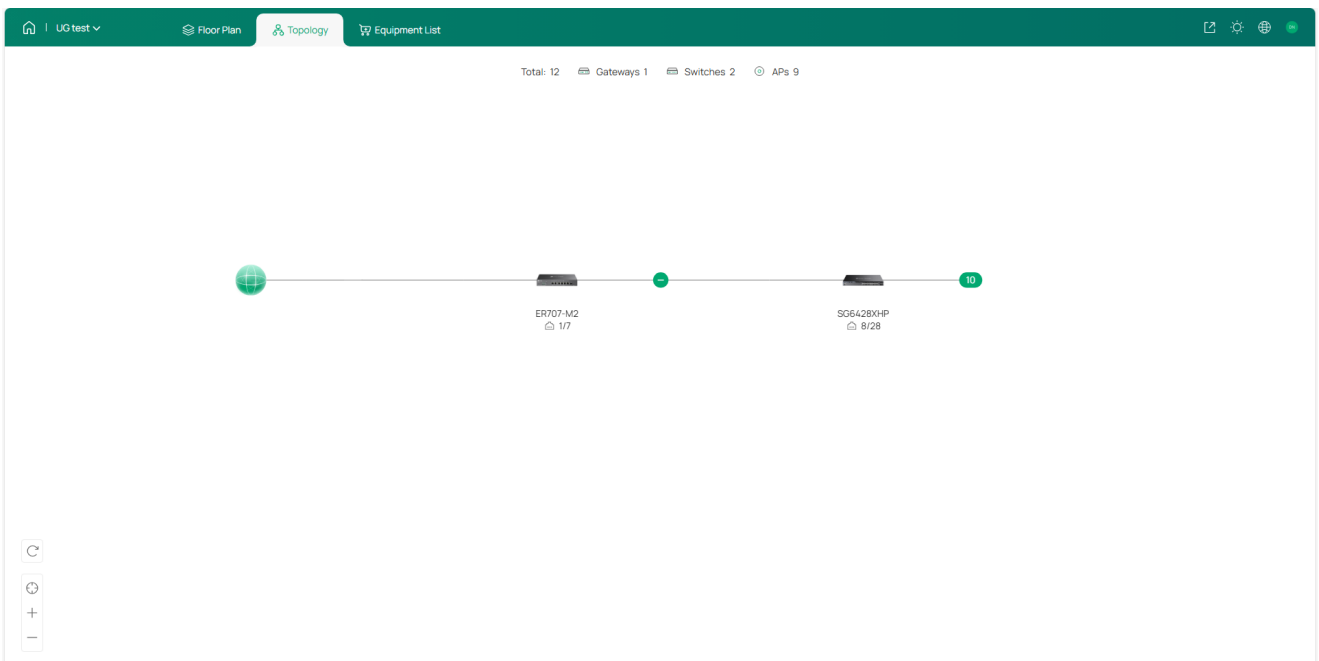 UG test
Floor Plan
Topology
Equipment List
Total: 12 Gateways 1 Switches 2 APs 9
10
ER707-M2
1/7
SG6428XHP
8/28